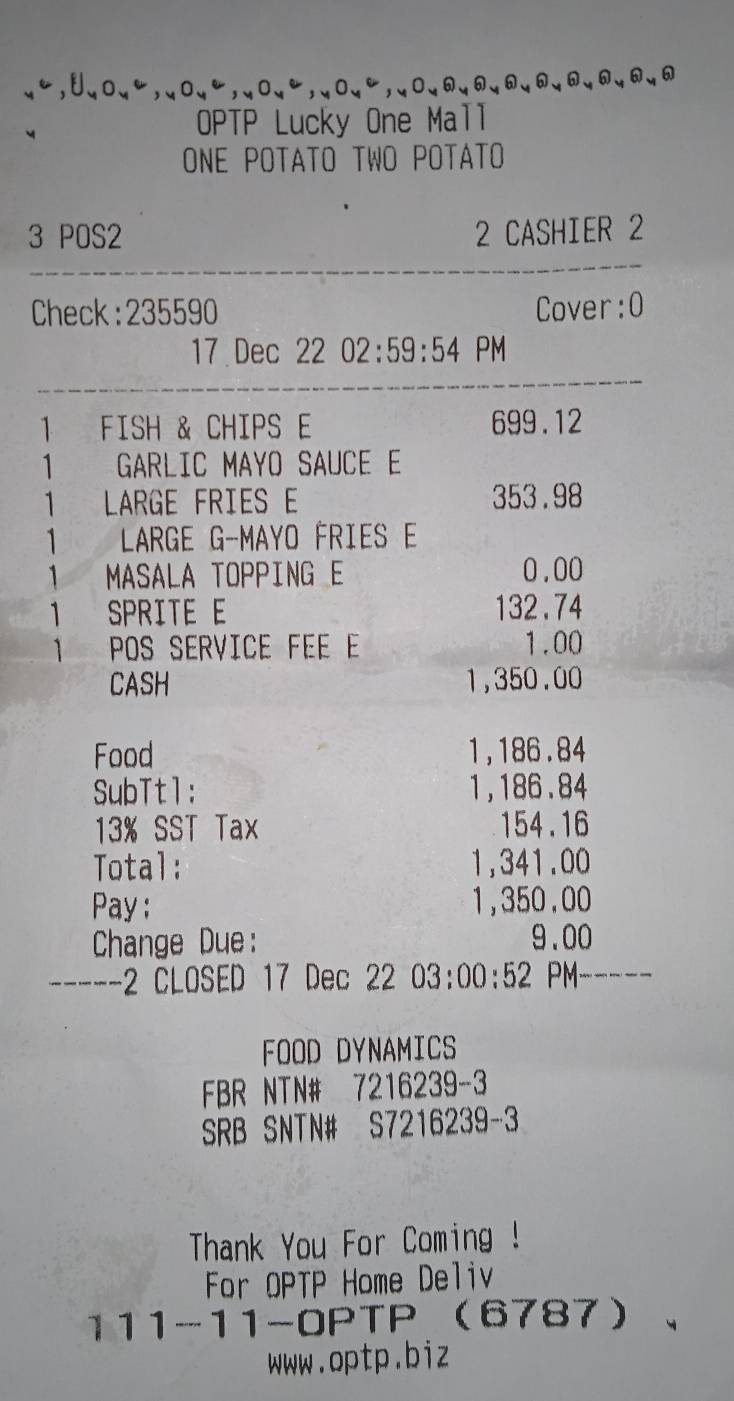 OPTP Lucky One Mall
ONE POTATO TWO POTATO
3 POS2 2 CASHIER 2
Check:235590 Cover:0
17 Dec 22 02:59:54 PM
1 FISH & CHIPS E 699.12
1 GARLIC MAYO SAUCE E
1 LARGE FRIES E 353.98
1 LARGE G-MAYO FRIES E
1 MASALA TOPPING E 0.00
1 SPRITE E 132.74
1 POS SERVICE FEE E 1.00
CASH 1,350.00
Food 1,186.84
SubTtl: 1,186.84
13% SST Tax 154.16
Total: 1,341.00
Pay: 1,350.00
Change Due: 9.00
-----2 CLOSED 17 Dec 22 03:00:52 PM-----
FOOD DYNAMICS
FBR NTN# 7216239-3
SRB SNTN# S7216239-3
Thank You For Coming !
For OPTP Home Deliv
111-11-OPTP (6787)
www.optp.biz